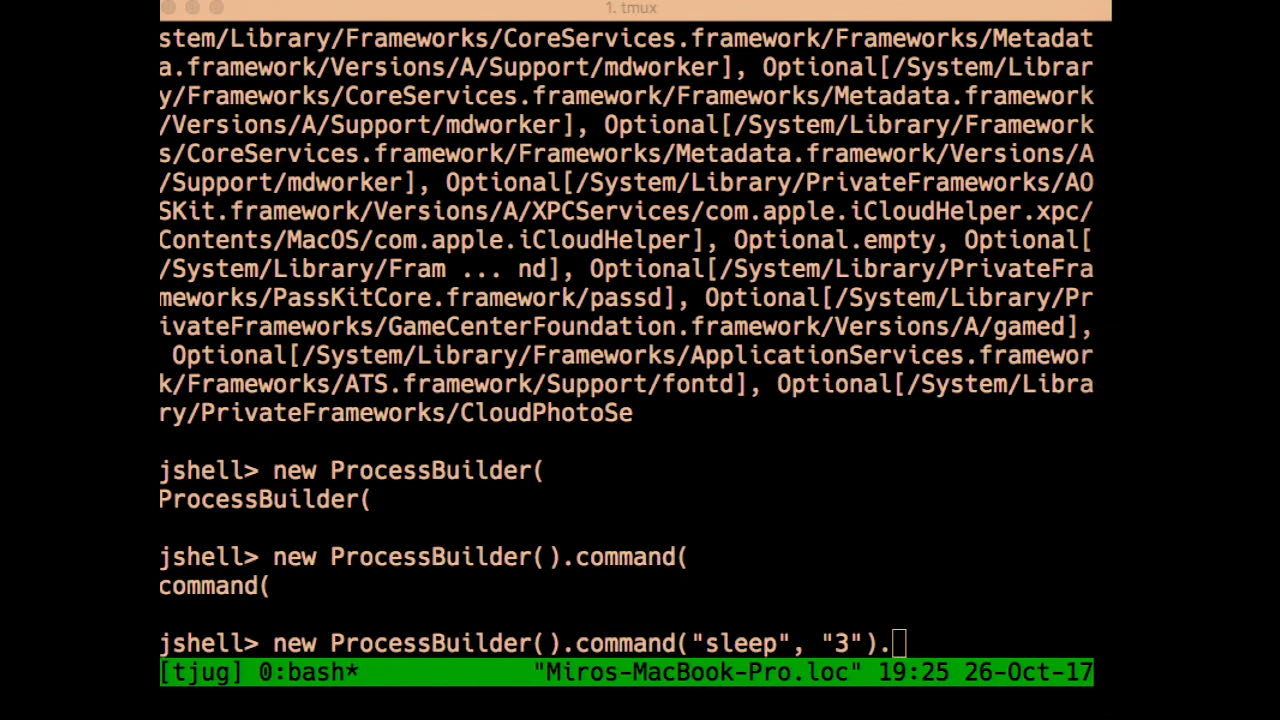 1. tmux
stem/Library/Frameworks/CoreServices.framework/Frameworks/Metadat
a.framework/Versions/A/Support/mdworker], Optional[/System/Librar
y/Frameworks/CoreServices.framework/Frameworks/Metadata.framework
/Versions/A/Support/mdworker], Optional[/System/Library/Framework
s/CoreServices.framework/Frameworks/Metadata.framework/Versions/A
/Support/mdworker], Optional[/System/Library/PrivateFrameworks/AO
SKit.framework/Versions/A/XPCServices/com.apple.iCloudHelper.xpc/
Contents/MacOS/com.apple.iCloudHelper], Optional.empty, Optional[
/System/Library/Fram ... nd], Optional[/System/Library/PrivateFra
meworks/PassKitCore.framework/passd], Optional[/System/Library/Pr
ivateFrameworks/GameCenterFoundation.framework/Versions/A/gamed],
 Optional[/System/Library/Frameworks/ApplicationServices.framewor
k/Frameworks/ATS.framework/Support/fontd], Optional[/System/Libra
ry/PrivateFrameworks/CloudPhotoSe
jshell> new ProcessBuilder(
ProcessBuilder(
jshell> new ProcessBuilder().command(
command(
jshell> new ProcessBuilder().command("sleep", "3").
[tjug] 0:bash* "Miros-MacBook-Pro.loc" 19:25 26-Oct-17